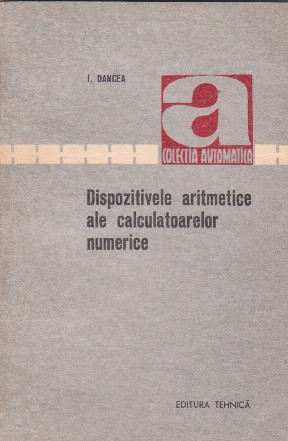 I. DANCEA
a
COLECȚIA AUTOMATICA
Dispozitivele aritmetice
ale calculatoarelor
numerice
EDITURA TEHNICĂ